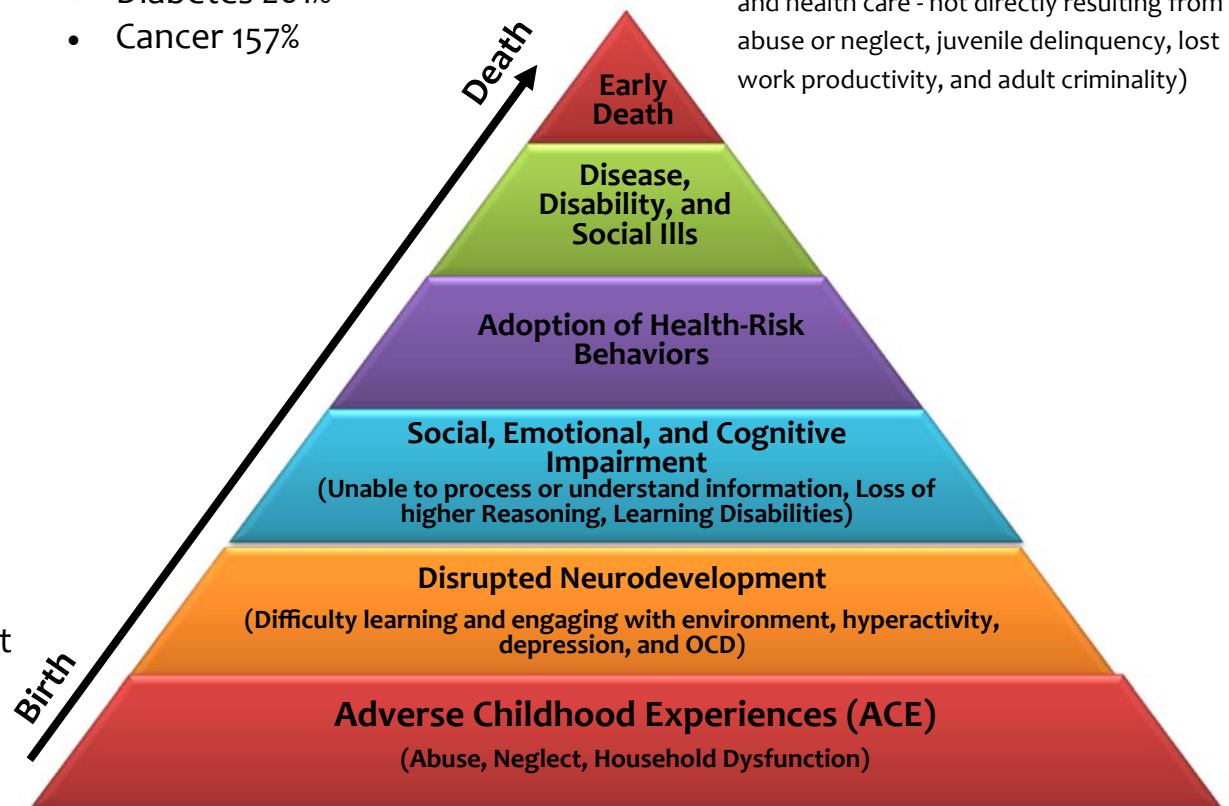 • Cancer 157%
and health care - not directly resulting from
abuse or neglect, juvenile delinquency, lost
work productivity, and adult criminality)
Death
Early
Death
Disease,
Disability, and
Social Ills
Adoption of Health-Risk
Behaviors
Social, Emotional, and Cognitive
Impairment
(Unable to process or understand information, Loss of
higher Reasoning, Learning Disabilities)
Disrupted Neurodevelopment
(Difficulty learning and engaging with environment, hyperactivity,
depression, and OCD)
Birth
Adverse Childhood Experiences (ACE)
(Abuse, Neglect, Household Dysfunction)